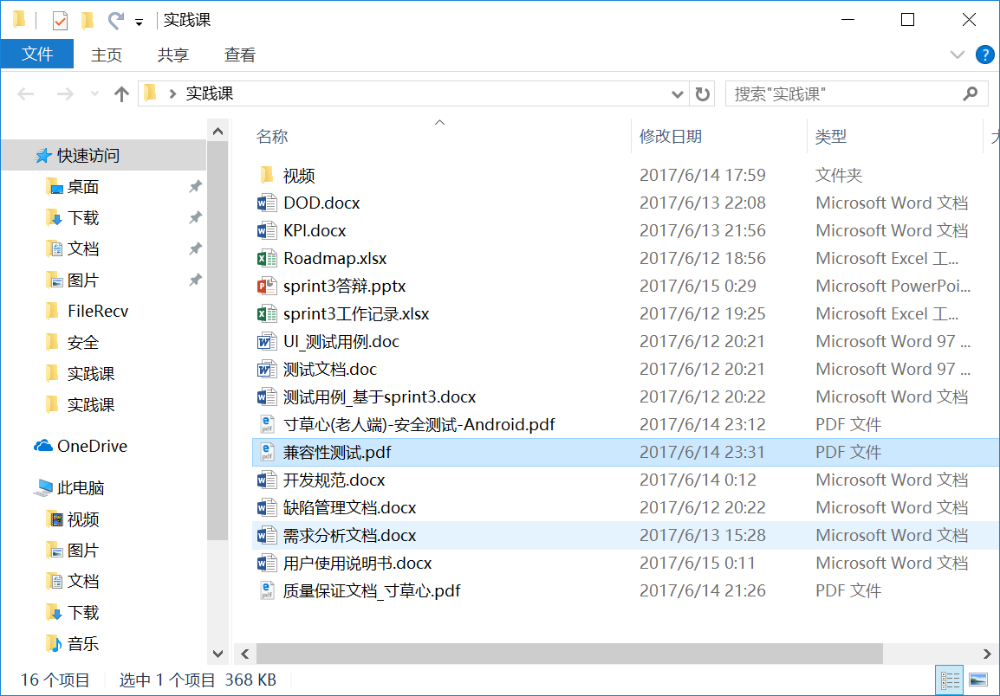 实践课
文件 主页 共享 查看
实践课 搜索"实践课"
名称 修改日期 类型
快速访问
桌面
下载
文档
图片
FileRecv
安全
实践课
实践课
OneDrive
此电脑
视频
图片
文档
下载
音乐
视频 2017/6/14 17:59 文件夹
DOD.docx 2017/6/13 22:08 Microsoft Word 文档
KPI.docx 2017/6/13 21:56 Microsoft Word 文档
Roadmap.xlsx 2017/6/12 18:56 Microsoft Excel 工...
sprint3答辩.pptx 2017/6/15 0:29 Microsoft PowerPoi...
sprint3工作记录.xlsx 2017/6/12 19:25 Microsoft Excel 工...
UI_测试用例.doc 2017/6/12 20:21 Microsoft Word 97 ...
测试文档.doc 2017/6/12 20:21 Microsoft Word 97 ...
测试用例_基于sprint3.docx 2017/6/12 20:22 Microsoft Word 文档
寸草心(老人端)-安全测试-Android.pdf 2017/6/14 23:12 PDF 文件
兼容性测试.pdf 2017/6/14 23:31 PDF 文件
开发规范.docx 2017/6/14 0:12 Microsoft Word 文档
缺陷管理文档.docx 2017/6/12 20:22 Microsoft Word 文档
需求分析文档.docx 2017/6/13 15:28 Microsoft Word 文档
用户使用说明书.docx 2017/6/15 0:11 Microsoft Word 文档
质量保证文档_寸草心.pdf 2017/6/14 21:26 PDF 文件
16 个项目 选中 1 个项目 368 KB